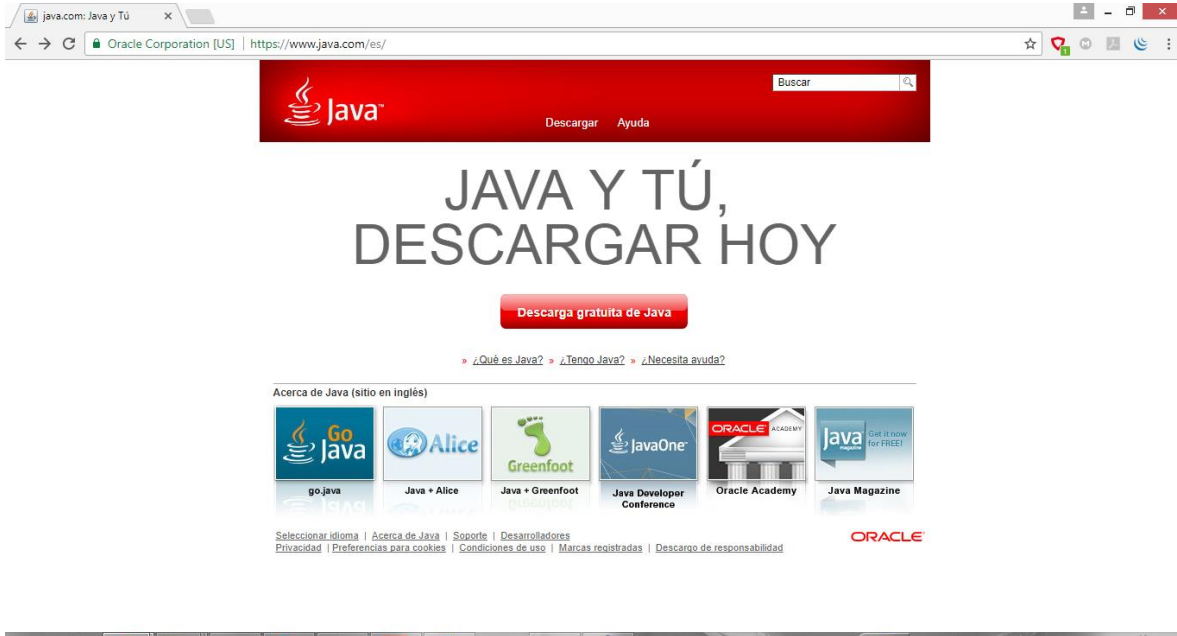 java.com: Java y Tú
Oracle Corporation [US] | https://www.java.com/es/
Java™
Buscar
Descargar Ayuda
JAVA Y TÚ,
DESCARGAR HOY
Descarga gratuita de Java
» ¿Qué es Java? » ¿Tengo Java? » ¿Necesita ayuda?
Acerca de Java (sitio en inglés)
Go Java
Alice
Greenfoot
JavaOne
ORACLE ACADEMY
Java magazine Get it now for FREE!
go.java
Java + Alice
Java + Greenfoot
Java Developer
Conference
Oracle Academy
Java Magazine
Seleccionar idioma | Acerca de Java | Soporte | Desarrolladores
Privacidad | Preferencias para cookies | Condiciones de uso | Marcas registradas | Descargo de responsabilidad
ORACLE